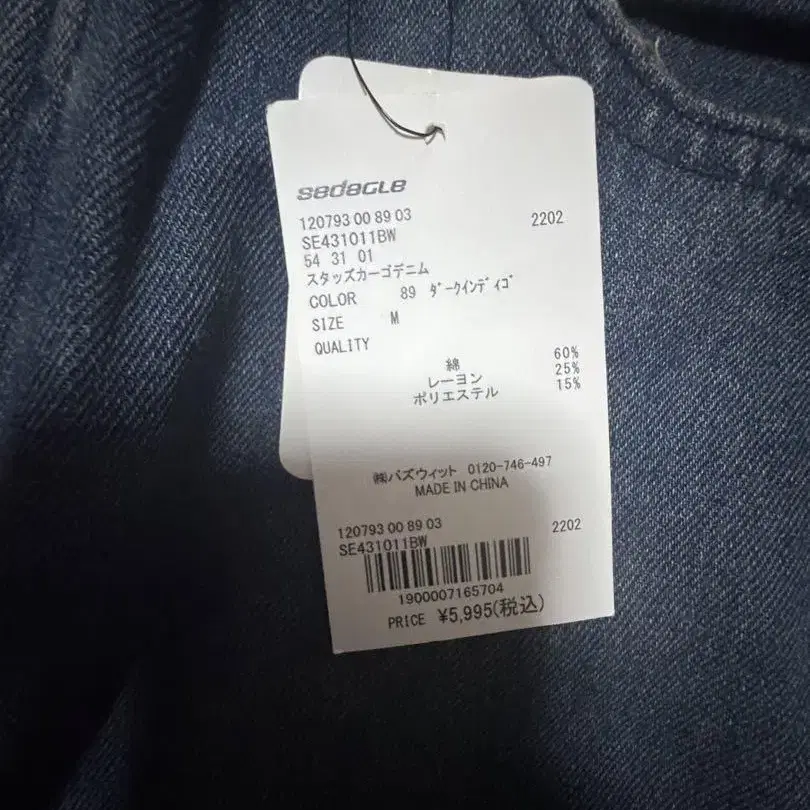 sedagle
120793 00 89 03 2202
SE431011BW
54 31 01
スタッズカーゴデニム
COLOR 89 ﾀﾞｰｸｲﾝﾃﾞｨｺﾞ
SIZE M
QUALITY
綿 60%
レーヨン 25%
ポリエステル 15%
㈱バズウィット 0120-746-497
MADE IN CHINA
120793 00 89 03 2202
SE431011BW
1900007165704
PRICE ¥5,995(税込)